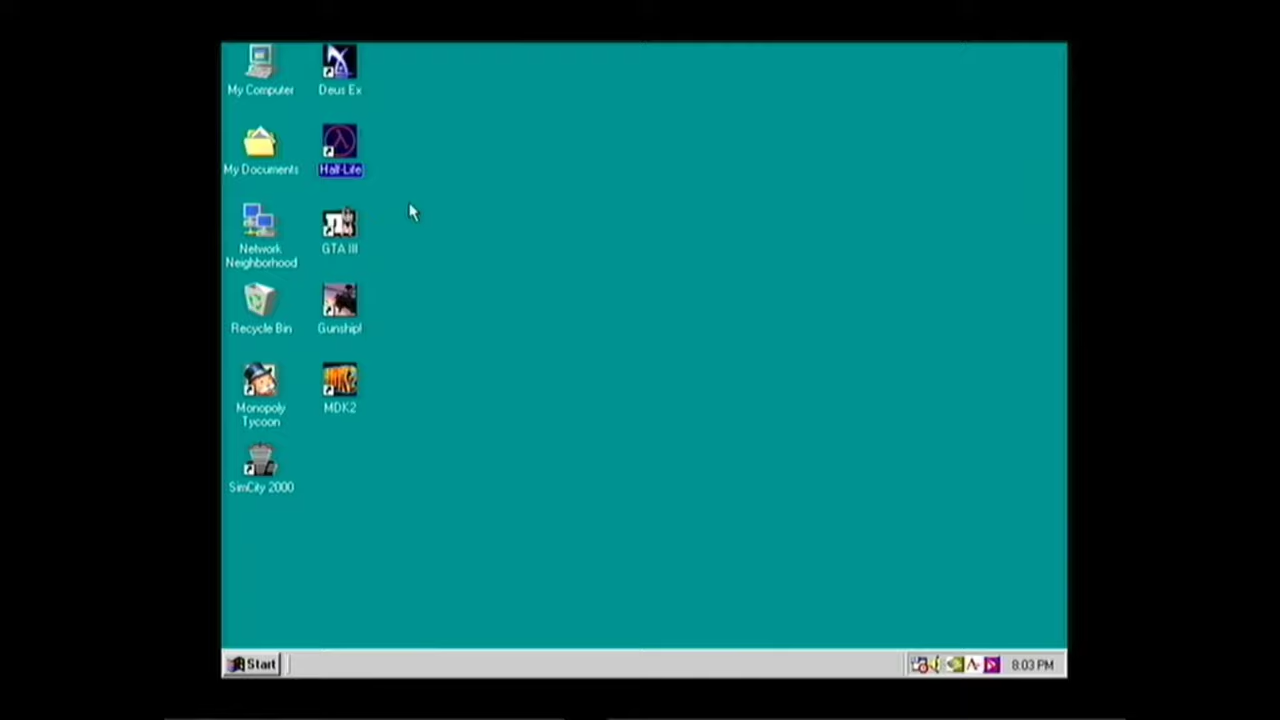 My Computer
Deus Ex
My Documents
Half-Life
Network
Neighborhood
GTA III
Recycle Bin
Gunship!
Monopoly
Tycoon
MDK2
SimCity 2000
Start
8:03 PM